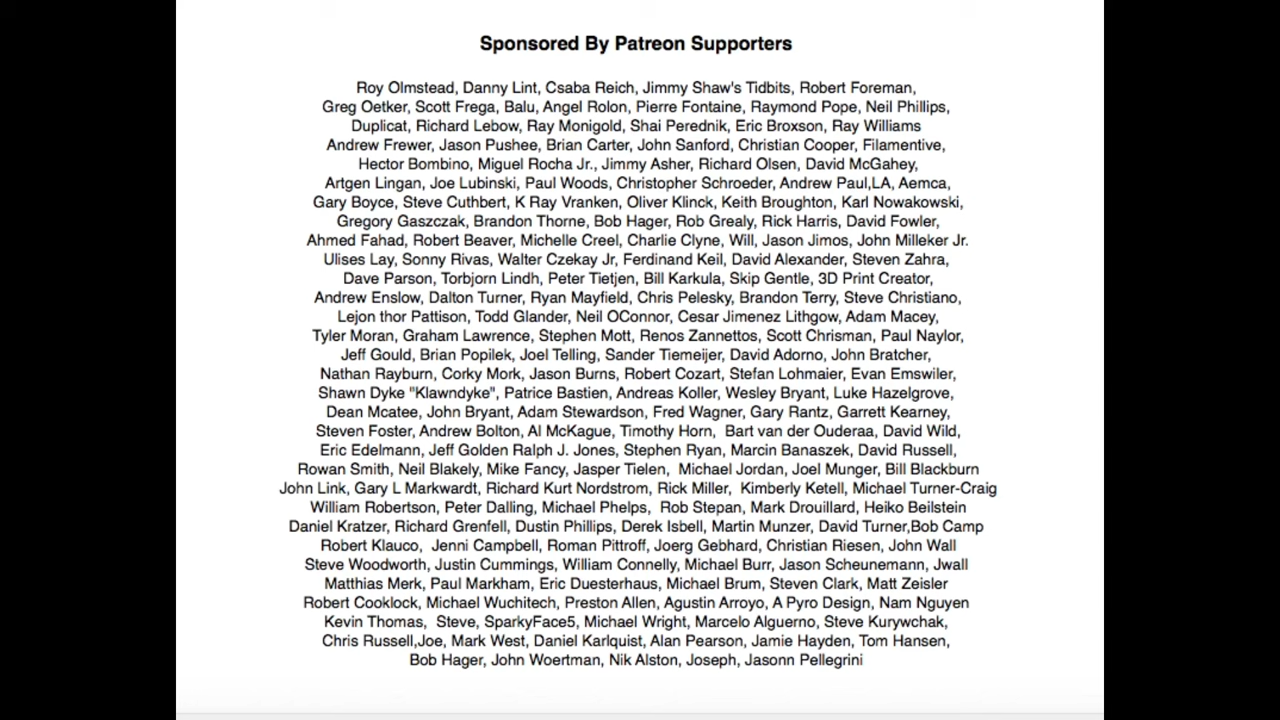 Sponsored By Patreon Supporters
Roy Olmstead, Danny Lint, Csaba Reich, Jimmy Shaw's Tidbits, Robert Foreman,
Greg Oetker, Scott Frega, Balu, Angel Rolon, Pierre Fontaine, Raymond Pope, Neil Phillips,
Duplicat, Richard Lebow, Ray Monigold, Shai Perednik, Eric Broxson, Ray Williams
Andrew Frewer, Jason Pushee, Brian Carter, John Sanford, Christian Cooper, Filamentive,
Hector Bombino, Miguel Rocha Jr., Jimmy Asher, Richard Olsen, David McGahey,
Artgen Lingan, Joe Lubinski, Paul Woods, Christopher Schroeder, Andrew Paul,LA, Aemca,
Gary Boyce, Steve Cuthbert, K Ray Vranken, Oliver Klinck, Keith Broughton, Karl Nowakowski,
Gregory Gaszczak, Brandon Thorne, Bob Hager, Rob Grealy, Rick Harris, David Fowler,
Ahmed Fahad, Robert Beaver, Michelle Creel, Charlie Clyne, Will, Jason Jimos, John Milleker Jr.
Ulises Lay, Sonny Rivas, Walter Czekay Jr, Ferdinand Keil, David Alexander, Steven Zahra,
Dave Parson, Torbjorn Lindh, Peter Tietjen, Bill Karkula, Skip Gentle, 3D Print Creator,
Andrew Enslow, Dalton Turner, Ryan Mayfield, Chris Pelesky, Brandon Terry, Steve Christiano,
Lejon thor Pattison, Todd Glander, Neil OConnor, Cesar Jimenez Lithgow, Adam Macey,
Tyler Moran, Graham Lawrence, Stephen Mott, Renos Zannettos, Scott Chrisman, Paul Naylor,
Jeff Gould, Brian Popilek, Joel Telling, Sander Tiemeijer, David Adorno, John Bratcher,
Nathan Rayburn, Corky Mork, Jason Burns, Robert Cozart, Stefan Lohmaier, Evan Emswiler,
Shawn Dyke "Klawndyke", Patrice Bastien, Andreas Koller, Wesley Bryant, Luke Hazelgrove,
Dean Mcatee, John Bryant, Adam Stewardson, Fred Wagner, Gary Rantz, Garrett Kearney,
Steven Foster, Andrew Bolton, Al McKague, Timothy Horn,  Bart van der Ouderaa, David Wild,
Eric Edelmann, Jeff Golden Ralph J. Jones, Stephen Ryan, Marcin Banaszek, David Russell,
Rowan Smith, Neil Blakely, Mike Fancy, Jasper Tielen,  Michael Jordan, Joel Munger, Bill Blackburn
John Link, Gary L Markwardt, Richard Kurt Nordstrom, Rick Miller,  Kimberly Ketell, Michael Turner-Craig
William Robertson, Peter Dalling, Michael Phelps,  Rob Stepan, Mark Drouillard, Heiko Beilstein
Daniel Kratzer, Richard Grenfell, Dustin Phillips, Derek Isbell, Martin Munzer, David Turner,Bob Camp
Robert Klauco,  Jenni Campbell, Roman Pittroff, Joerg Gebhard, Christian Riesen, John Wall
Steve Woodworth, Justin Cummings, William Connelly, Michael Burr, Jason Scheunemann, Jwall
Matthias Merk, Paul Markham, Eric Duesterhaus, Michael Brum, Steven Clark, Matt Zeisler
Robert Cooklock, Michael Wuchitech, Preston Allen, Agustin Arroyo, A Pyro Design, Nam Nguyen
Kevin Thomas,  Steve, SparkyFace5, Michael Wright, Marcelo Alguerno, Steve Kurywchak,
Chris Russell,Joe, Mark West, Daniel Karlquist, Alan Pearson, Jamie Hayden, Tom Hansen,
Bob Hager, John Woertman, Nik Alston, Joseph, Jasonn Pellegrini